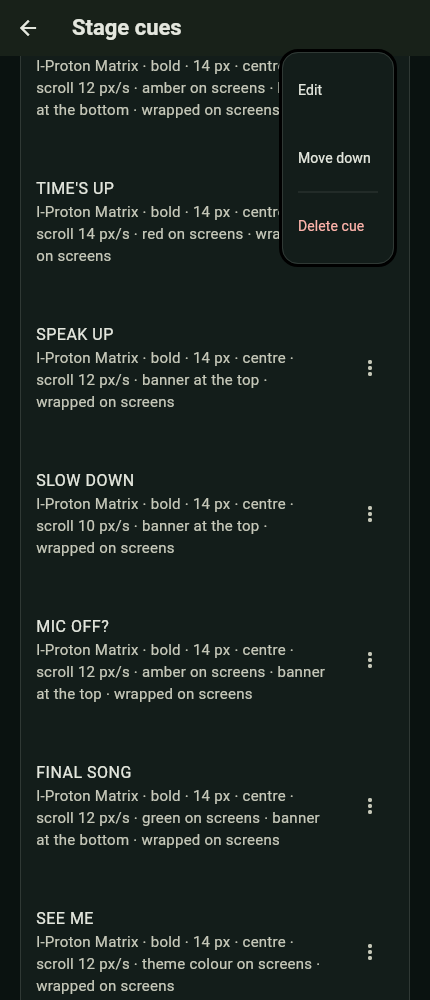 Stage cues
I-Proton Matrix · bold · 14 px · centre
scroll 12 px/s · amber on screens ·
at the bottom · wrapped on screens
Edit
Move down
Delete cue
TIME'S UP
I-Proton Matrix · bold · 14 px · centre
scroll 14 px/s · red on screens ·
on screens
SPEAK UP
I-Proton Matrix · bold · 14 px · centre ·
scroll 12 px/s · banner at the top ·
wrapped on screens
SLOW DOWN
I-Proton Matrix · bold · 14 px · centre ·
scroll 10 px/s · banner at the top ·
wrapped on screens
MIC OFF?
I-Proton Matrix · bold · 14 px · centre ·
scroll 12 px/s · amber on screens · banner
at the top · wrapped on screens
FINAL SONG
I-Proton Matrix · bold · 14 px · centre ·
scroll 12 px/s · green on screens · banner
at the bottom · wrapped on screens
SEE ME
I-Proton Matrix · bold · 14 px · centre ·
scroll 12 px/s · theme colour on screens ·
wrapped on screens